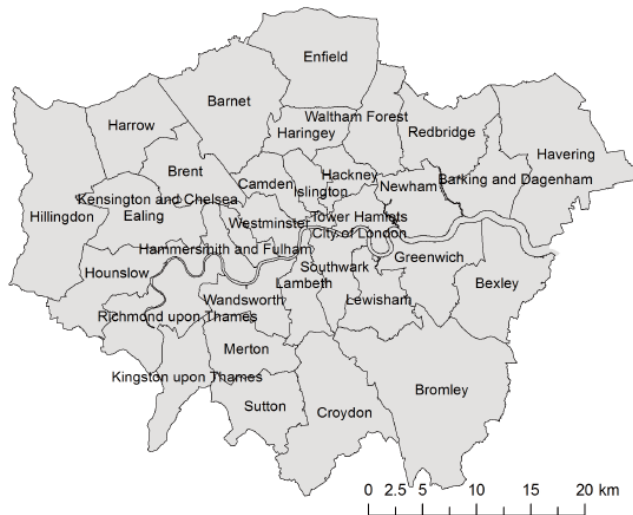 Enfield
Barnet
Waltham Forest
Harrow
Haringey
Redbridge
Havering
Brent
Hackney
Camden
Newham
Barking and Dagenham
Islington
Kensington and Chelsea
Hillingdon
Ealing
Westminster
Tower Hamlets
City of London
Hammersmith and Fulham
Greenwich
Hounslow
Southwark
Lambeth
Bexley
Wandsworth
Lewisham
Richmond upon Thames
Merton
Kingston upon Thames
Bromley
Sutton
Croydon
0 2.5 5 10 15 20 km